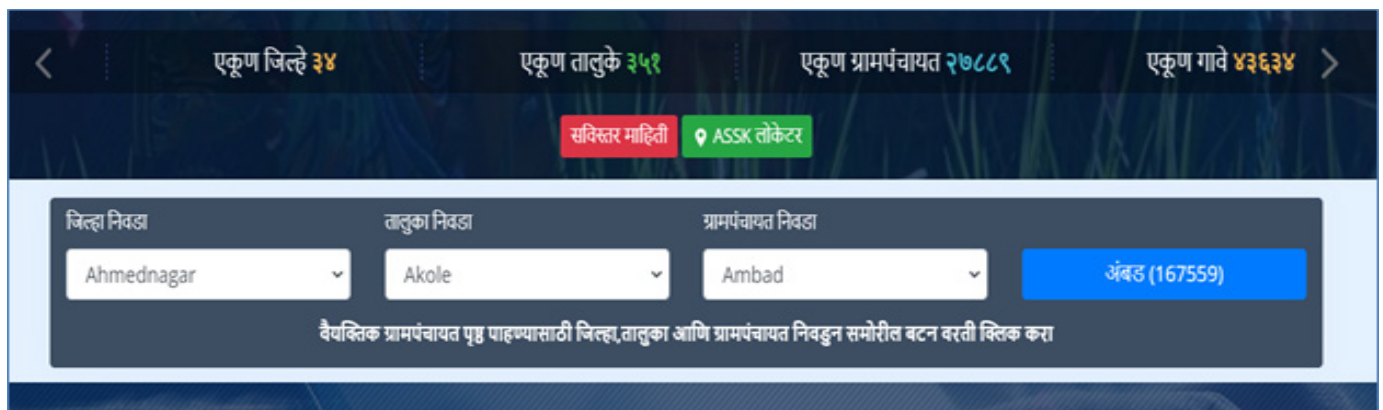 एकूण जिल्हे ३४ एकूण तालुके ३५१ एकूण ग्रामपंचायत २७८८९ एकूण गावे ४३६३४
सविस्तर माहिती ASSK लोकेटर
जिल्हा निवडा तालुका निवडा ग्रामपंचायत निवडा
Ahmednagar Akole Ambad अंबड (167559)
वैयक्तिक ग्रामपंचायत पृष्ठ पाहण्यासाठी जिल्हा,तालुका आणि ग्रामपंचायत निवडुन समोरील बटन वरती क्लिक करा